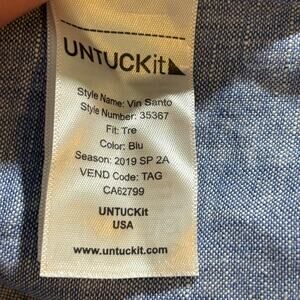 UNTUCKit
Style Name: Vin Santo
Style Number: 35367
Fit: Tre
Color: Blu
Season: 2019 SP 2A
VEND Code: TAG
CA62799
UNTUCKit
USA
www.untuckit.com